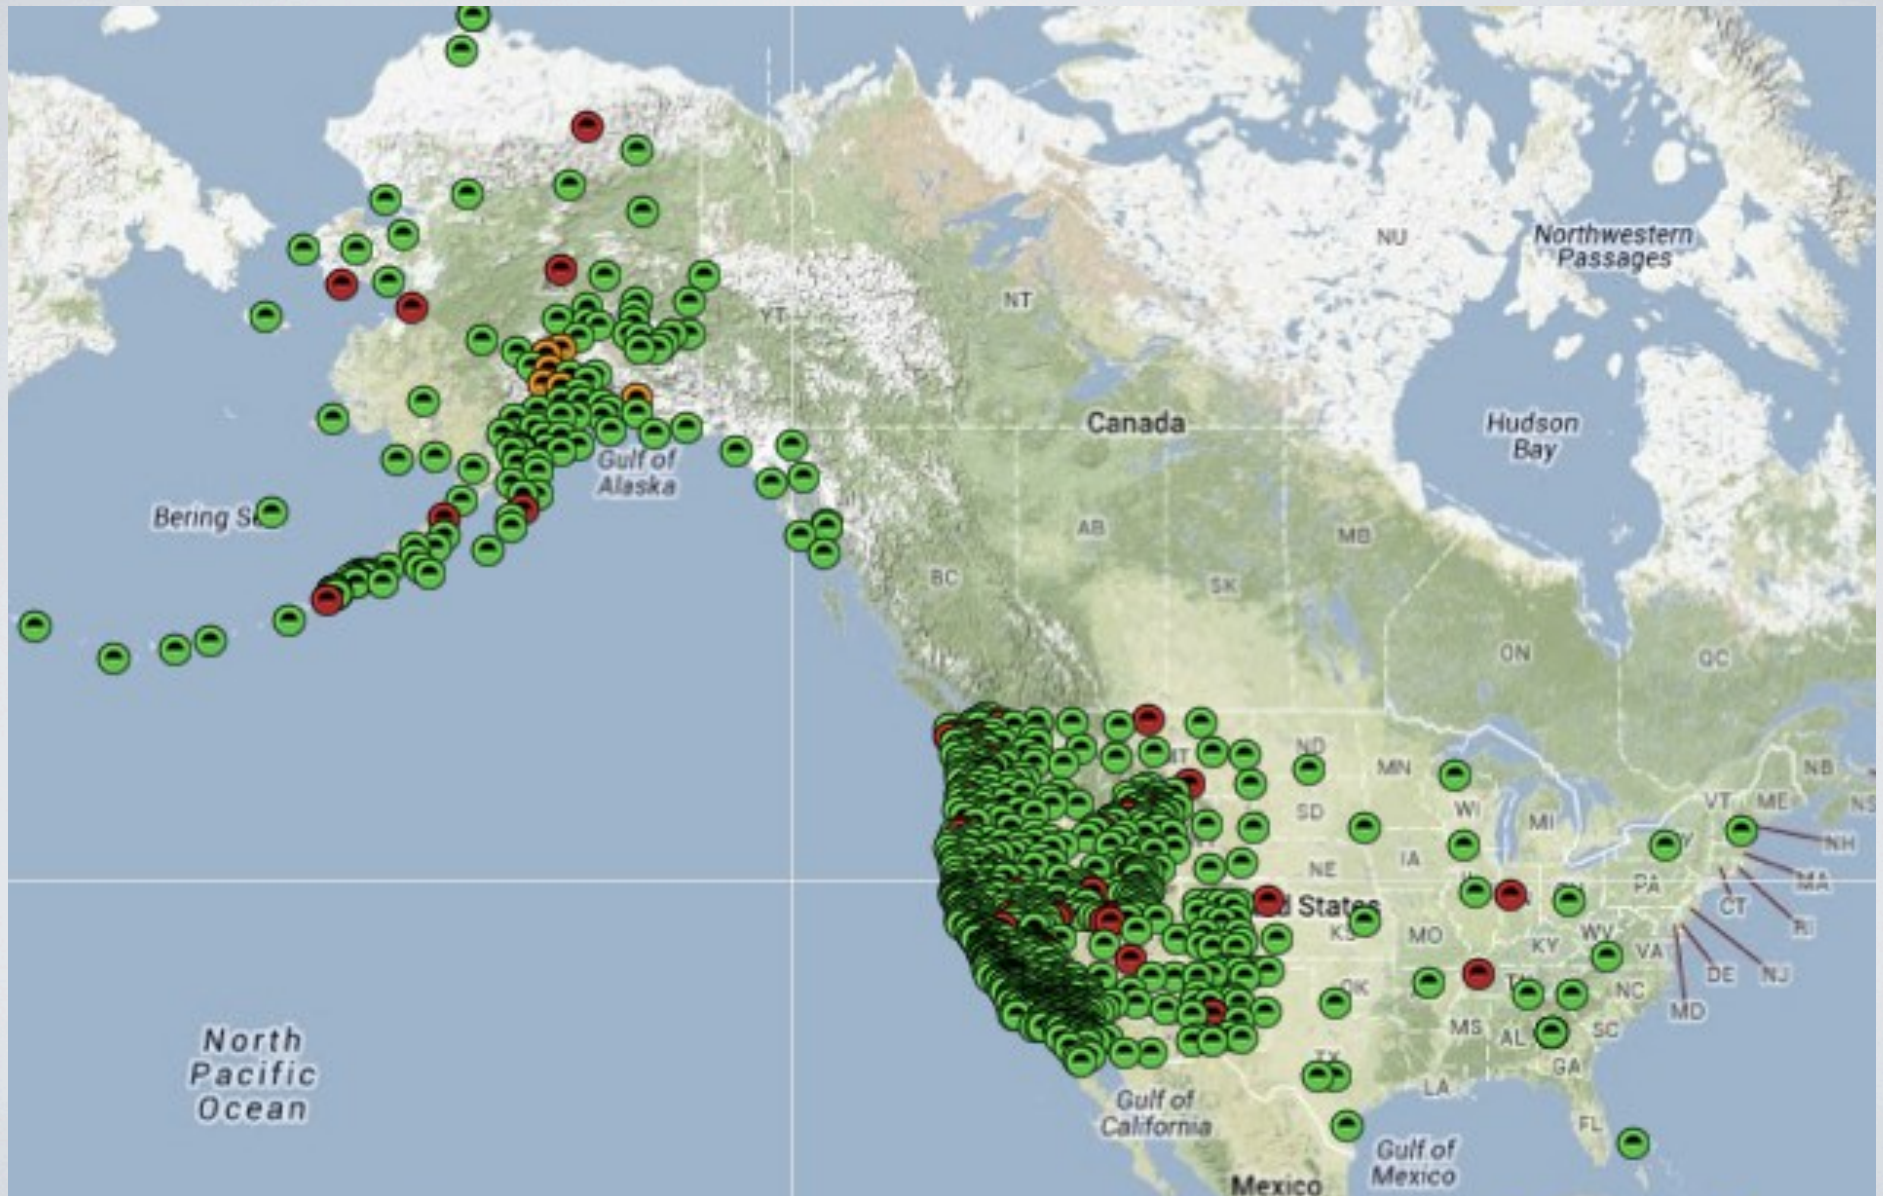 NU
Northwestern
Passages
NT
YT
Canada
Hudson
Bay
Gulf of
Alaska
Bering Se
AB
MB
BC
SK
ON
QC
ND
MN
NB
WI
VT
ME
NS
SD
MI
NH
IA
NE
PA
MA
CT
d States
RI
KS
MO
WV
KY
VA
DE
NJ
OK
NC
MD
MS
AL
SC
North
Pacific
Ocean
TX
GA
LA
Gulf of
California
FL
Gulf of
Mexico
Mexico